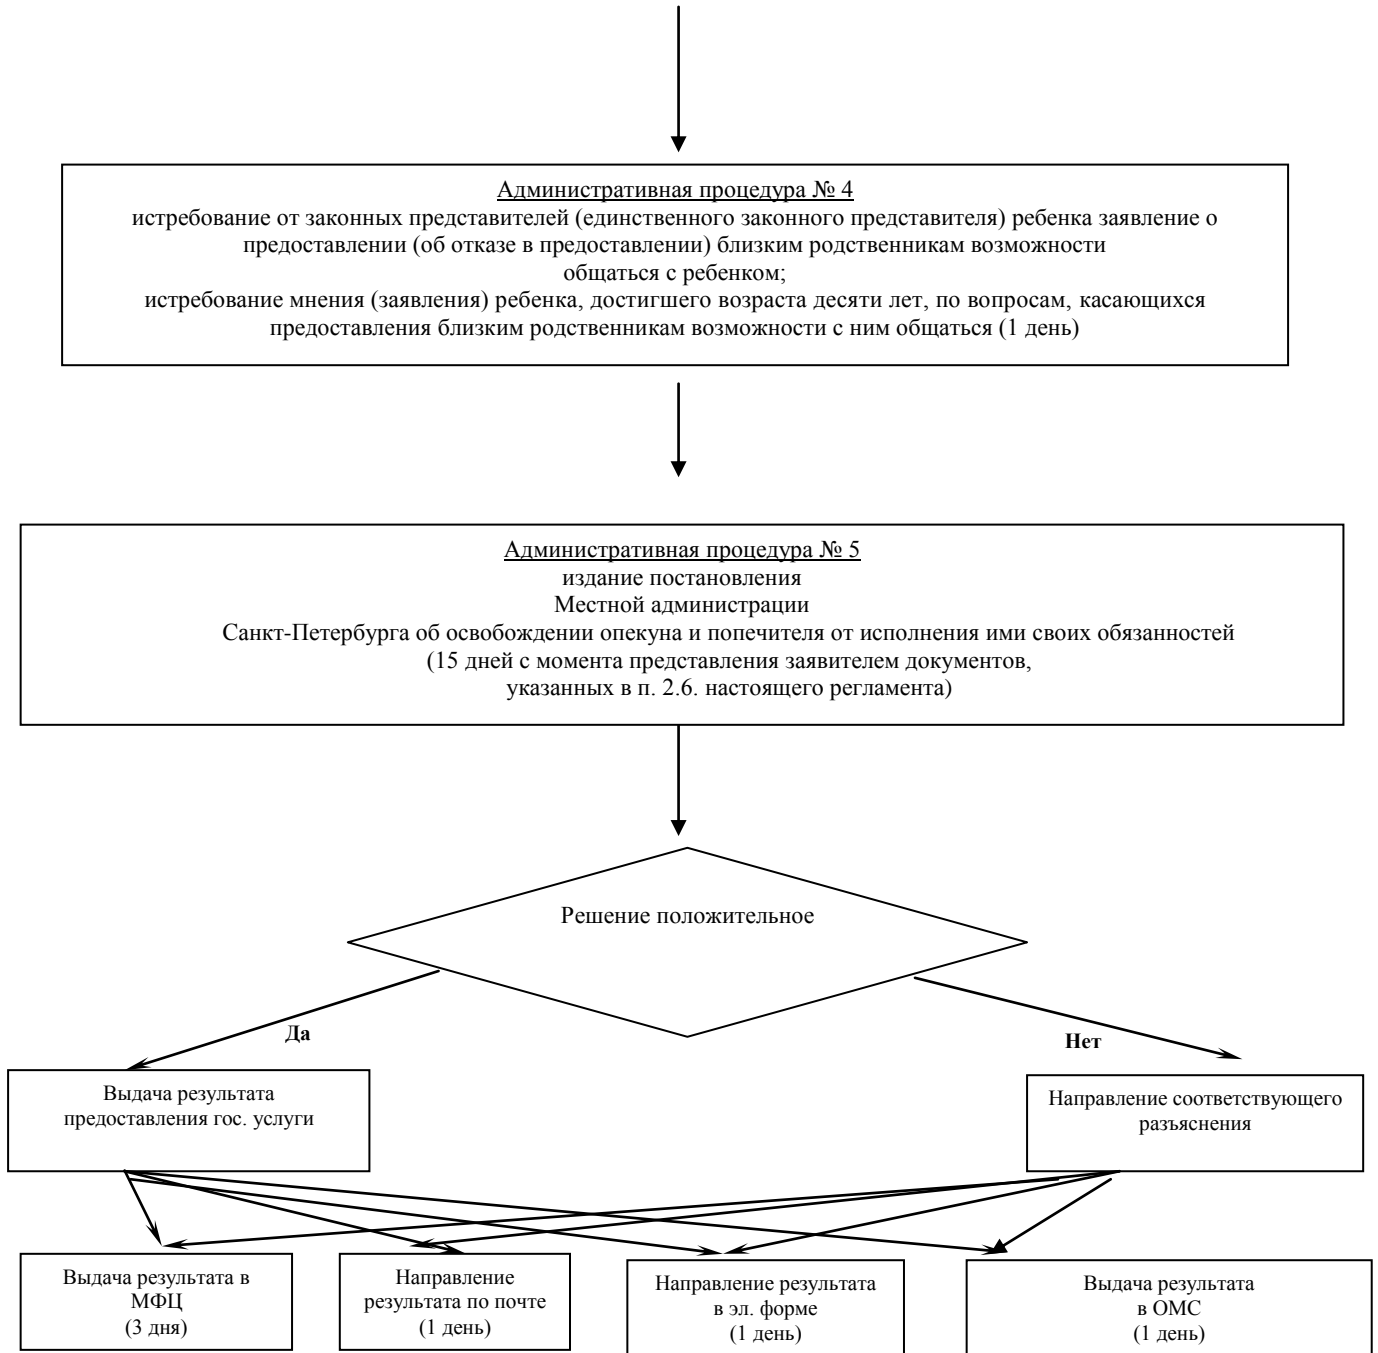 Административная процедура № 4
истребование от законных представителей (единственного законного представителя) ребенка заявление о
предоставлении (об отказе в предоставлении) близким родственникам возможности
общаться с ребенком;
истребование мнения (заявления) ребенка, достигшего возраста десяти лет, по вопросам, касающихся
предоставления близким родственникам возможности с ним общаться (1 день)
Административная процедура № 5
издание постановления
Местной администрации
Санкт-Петербурга об освобождении опекуна и попечителя от исполнения ими своих обязанностей
(15 дней с момента представления заявителем документов,
указанных в п. 2.6. настоящего регламента)
Решение положительное
Да
Нет
Выдача результата
предоставления гос. услуги
Направление соответствующего
разъяснения
Выдача результата в
МФЦ
(3 дня)
Направление
результата по почте
(1 день)
Направление результата
в эл. форме
(1 день)
Выдача результата
в ОМС
(1 день)